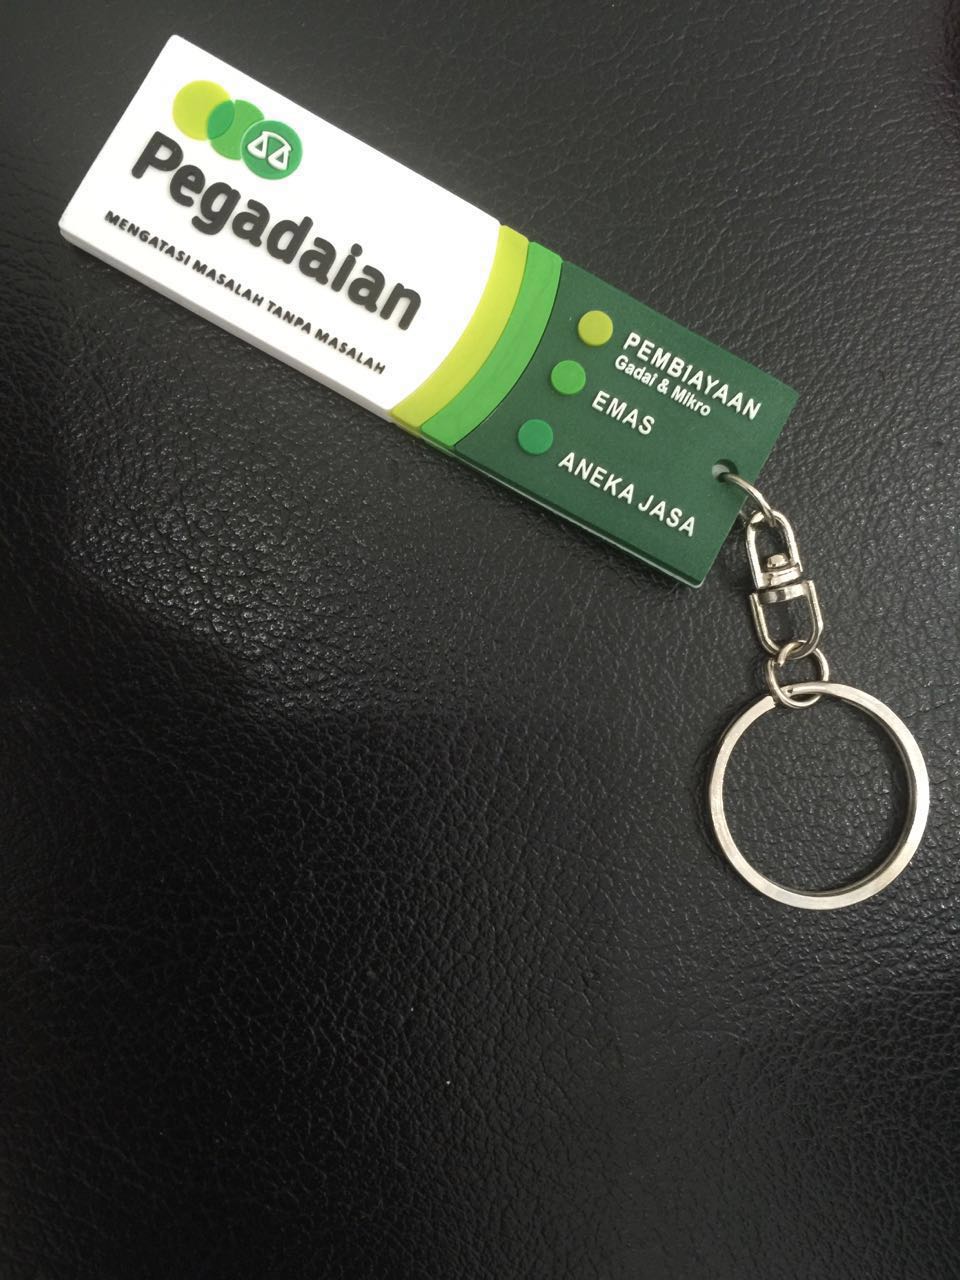 Pegadaian
MENGATASI MASALAH TANPA MASALAH
PEMBIAYAAN
Gadai & Mikro
EMAS
ANEKA JASA